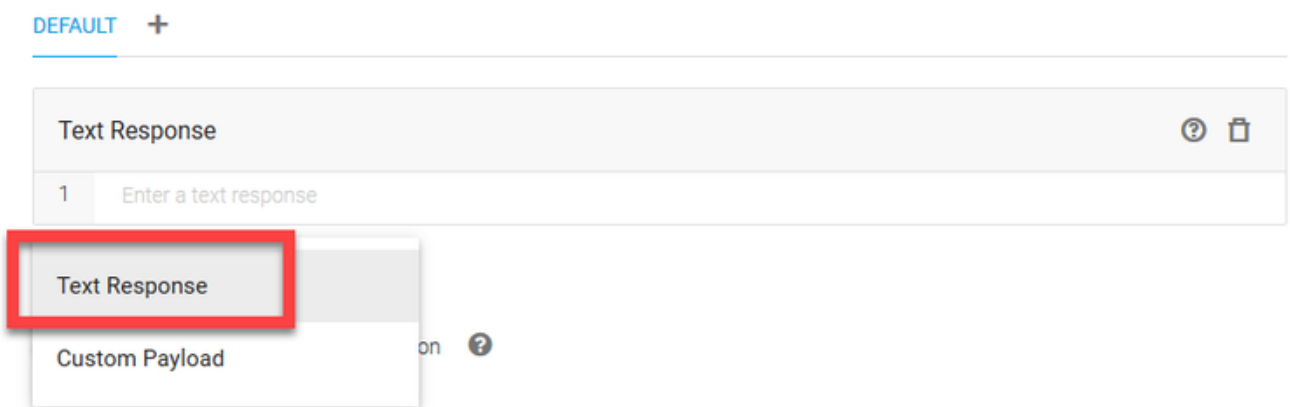 DEFAULT +
Text Response
1 Enter a text response
Text Response
Custom Payload
on